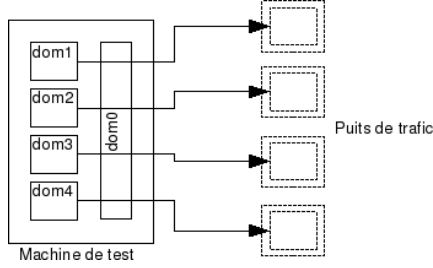 dom1
dom2
dom3
dom4
dom0
Puits de trafic
Machine de test